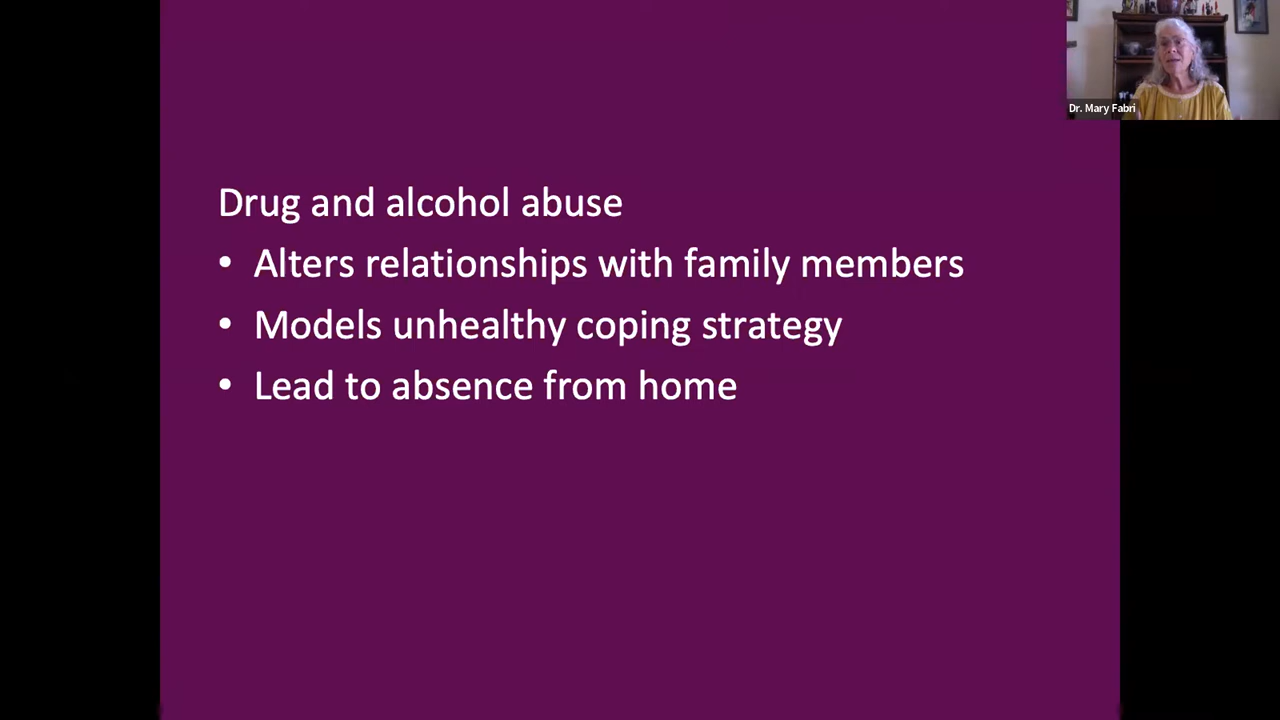 Dr. Mary Fabri
Drug and alcohol abuse
• Alters relationships with family members
• Models unhealthy coping strategy
• Lead to absence from home